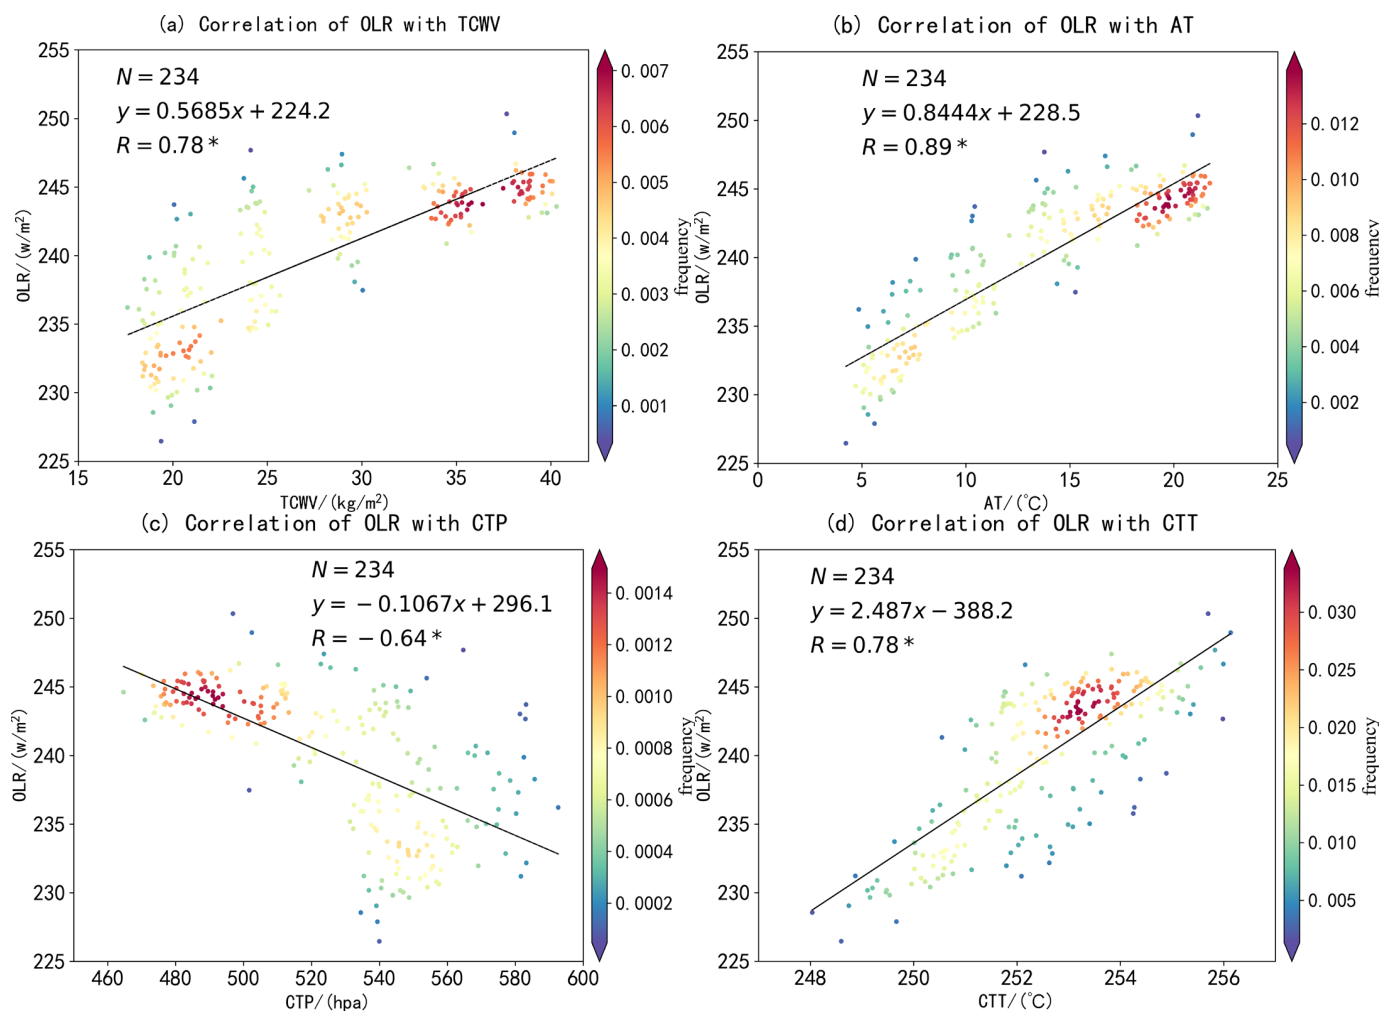 (a) Correlation of OLR with TCWV
N = 234
y = 0.5685x + 224.2
R = 0.78 *
255
250
245
240
235
230
225
15 20 25 30 35 40
OLR/(w/m²)
TCWV/(kg/m²)
0.007
0.006
0.005
0.004
0.003
0.002
0.001
frequency
(b) Correlation of OLR with AT
N = 234
y = 0.8444x + 228.5
R = 0.89 *
255
250
245
240
235
230
225
0 5 10 15 20 25
OLR/(w/m²)
AT/(℃)
0.012
0.010
0.008
0.006
0.004
0.002
frequency
(c) Correlation of OLR with CTP
N = 234
y = − 0.1067x + 296.1
R = − 0.64 *
255
250
245
240
235
230
225
460 480 500 520 540 560 580 600
OLR/(w/m²)
CTP/(hpa)
0.0014
0.0012
0.0010
0.0008
0.0006
0.0004
0.0002
frequency
(d) Correlation of OLR with CTT
N = 234
y = 2.487x − 388.2
R = 0.78 *
255
250
245
240
235
230
225
248 250 252 254 256
OLR/(w/m²)
CTT/(℃)
0.030
0.025
0.020
0.015
0.010
0.005
frequency